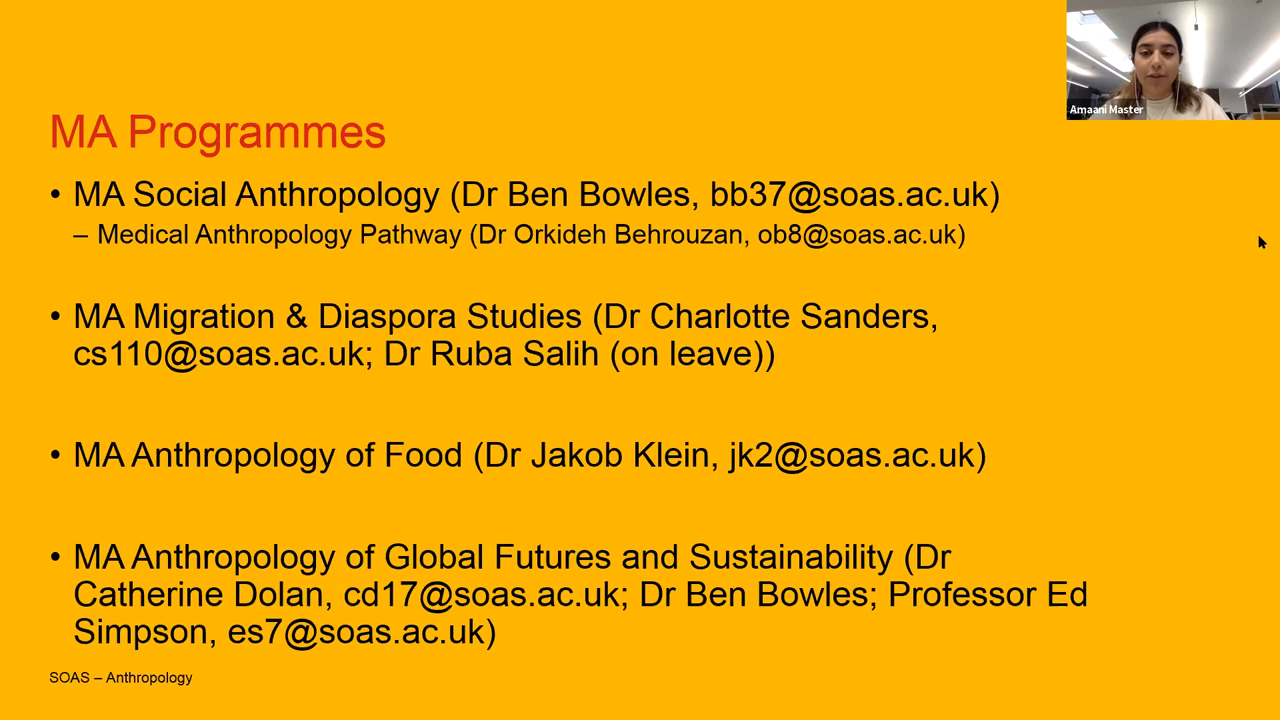 Amaani Master
MA Programmes
• MA Social Anthropology (Dr Ben Bowles, bb37@soas.ac.uk)
– Medical Anthropology Pathway (Dr Orkideh Behrouzan, ob8@soas.ac.uk)
• MA Migration & Diaspora Studies (Dr Charlotte Sanders,
cs110@soas.ac.uk; Dr Ruba Salih (on leave))
• MA Anthropology of Food (Dr Jakob Klein, jk2@soas.ac.uk)
• MA Anthropology of Global Futures and Sustainability (Dr
Catherine Dolan, cd17@soas.ac.uk; Dr Ben Bowles; Professor Ed
Simpson, es7@soas.ac.uk)
SOAS – Anthropology